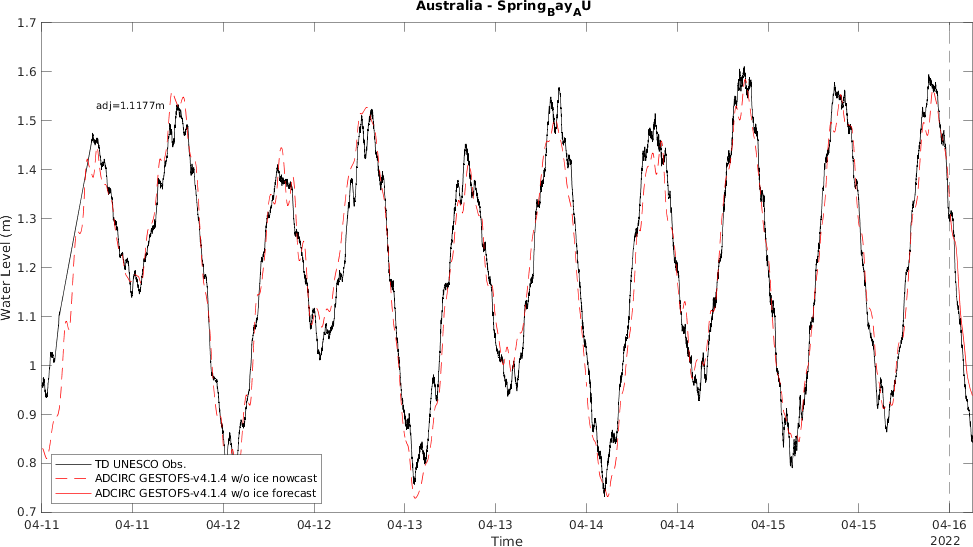 Australia - Spring_Bay_AU
1.7
1.6
1.5
1.4
1.3
1.2
1.1
1
0.9
0.8
0.7
Water Level (m)
adj=1.1177m
TD UNESCO Obs.
ADCIRC GESTOFS-v4.1.4 w/o ice nowcast
ADCIRC GESTOFS-v4.1.4 w/o ice forecast
04-11 04-11 04-12 04-12 04-13 04-13 04-14 04-14 04-15 04-15 04-16
Time 2022